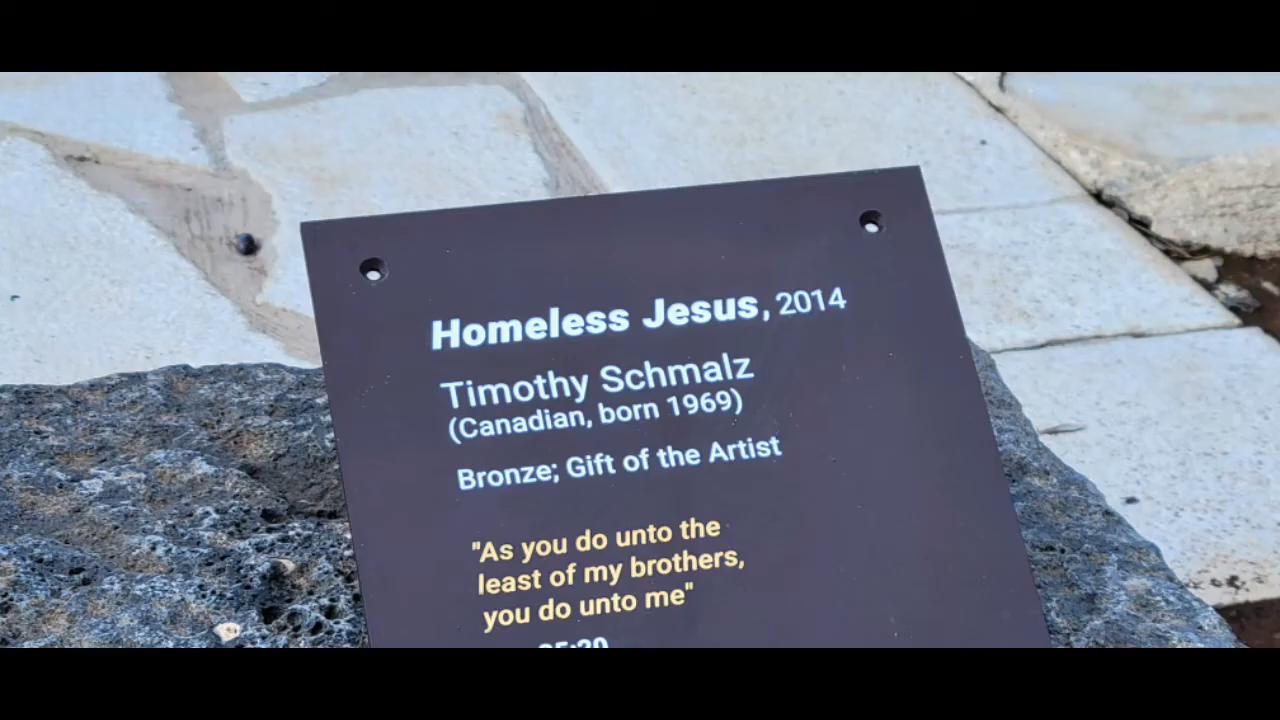 Homeless Jesus, 2014
Timothy Schmalz
(Canadian, born 1969)
Bronze; Gift of the Artist
"As you do unto the
least of my brothers,
you do unto me"